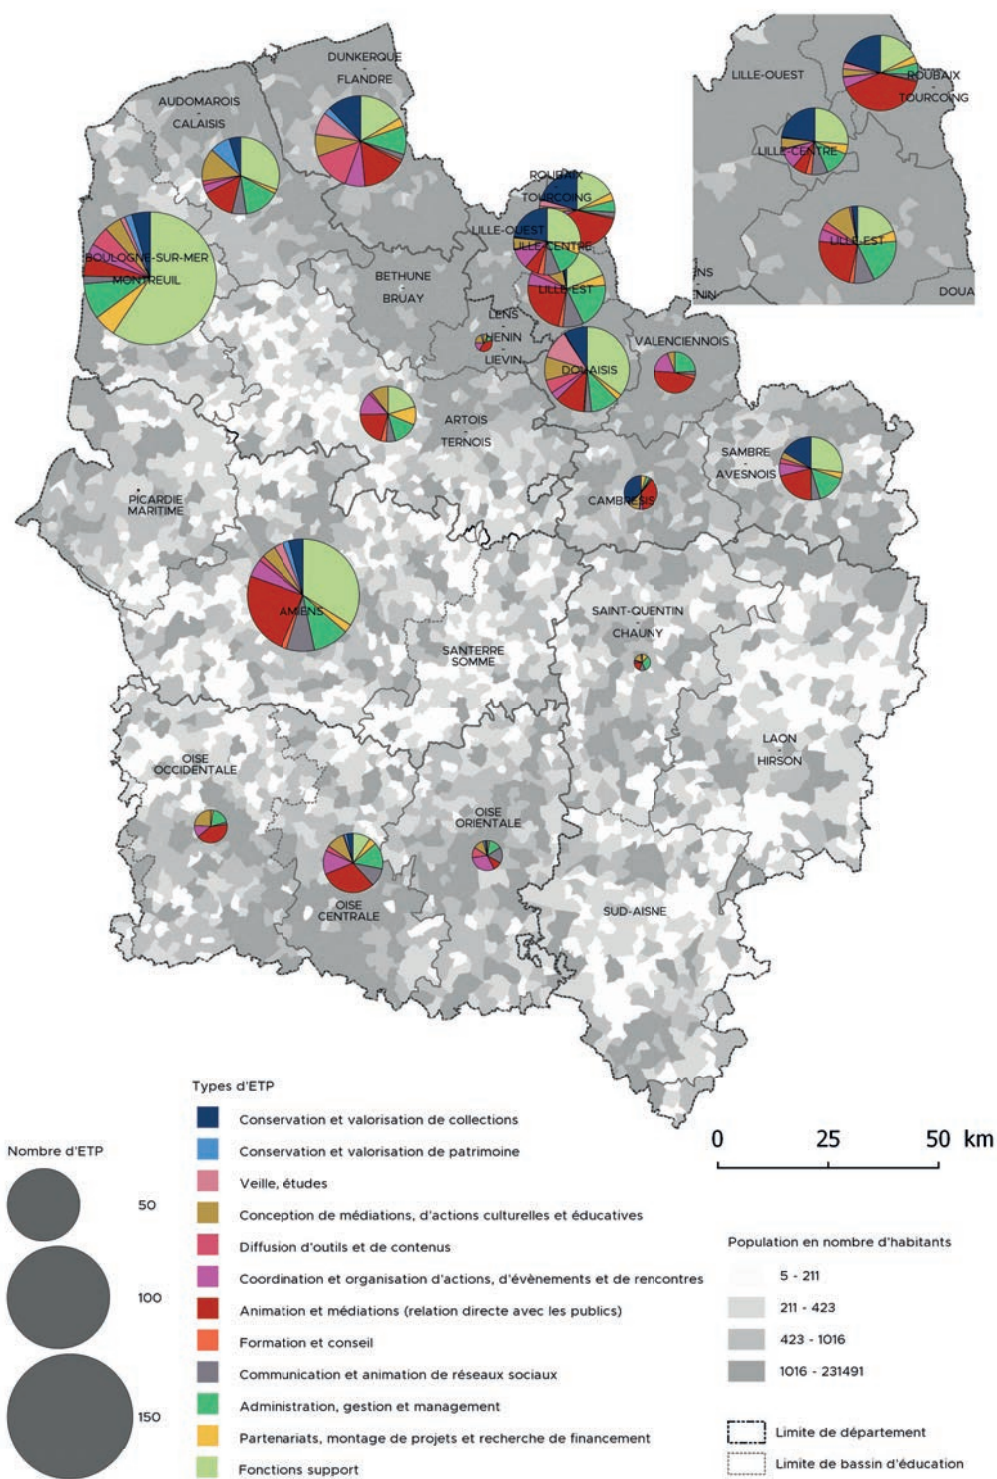 DUNKERQUE
-
FLANDRE
AUDOMAROIS
-
CALAISIS
BOULOGNE-SUR-MER
MONTREUIL
ROUBAIX
-
TOURCOING
LILLE-OUEST
LILLE-CENTRE
LILLE-EST
BETHUNE
-
BRUAY
LENS
-
HENIN
-
LIEVIN
DOUAISIS
VALENCIENNOIS
ARTOIS
-
TERNOIS
SAMBRE
-
AVESNOIS
CAMBRESIS
PICARDIE
MARITIME
AMIENS
SANTERRE
SOMME
SAINT-QUENTIN
-
CHAUNY
LAON
-
HIRSON
OISE
OCCIDENTALE
OISE
ORIENTALE
OISE
CENTRALE
SUD-AISNE
LILLE-OUEST
ROUBAIX
-
TOURCOING
LILLE-CENTRE
LILLE-EST
ENS
NIN
DOUA
Types d'ETP
Conservation et valorisation de collections
Conservation et valorisation de patrimoine
Veille, études
Conception de médiations, d'actions culturelles et éducatives
Diffusion d'outils et de contenus
Coordination et organisation d'actions, d'évènements et de rencontres
Animation et médiations (relation directe avec les publics)
Formation et conseil
Communication et animation de réseaux sociaux
Administration, gestion et management
Partenariats, montage de projets et recherche de financement
Fonctions support
Nombre d'ETP
50
100
150
0 25 50 km
Population en nombre d'habitants
5 - 211
211 - 423
423 - 1016
1016 - 231491
Limite de département
Limite de bassin d'éducation